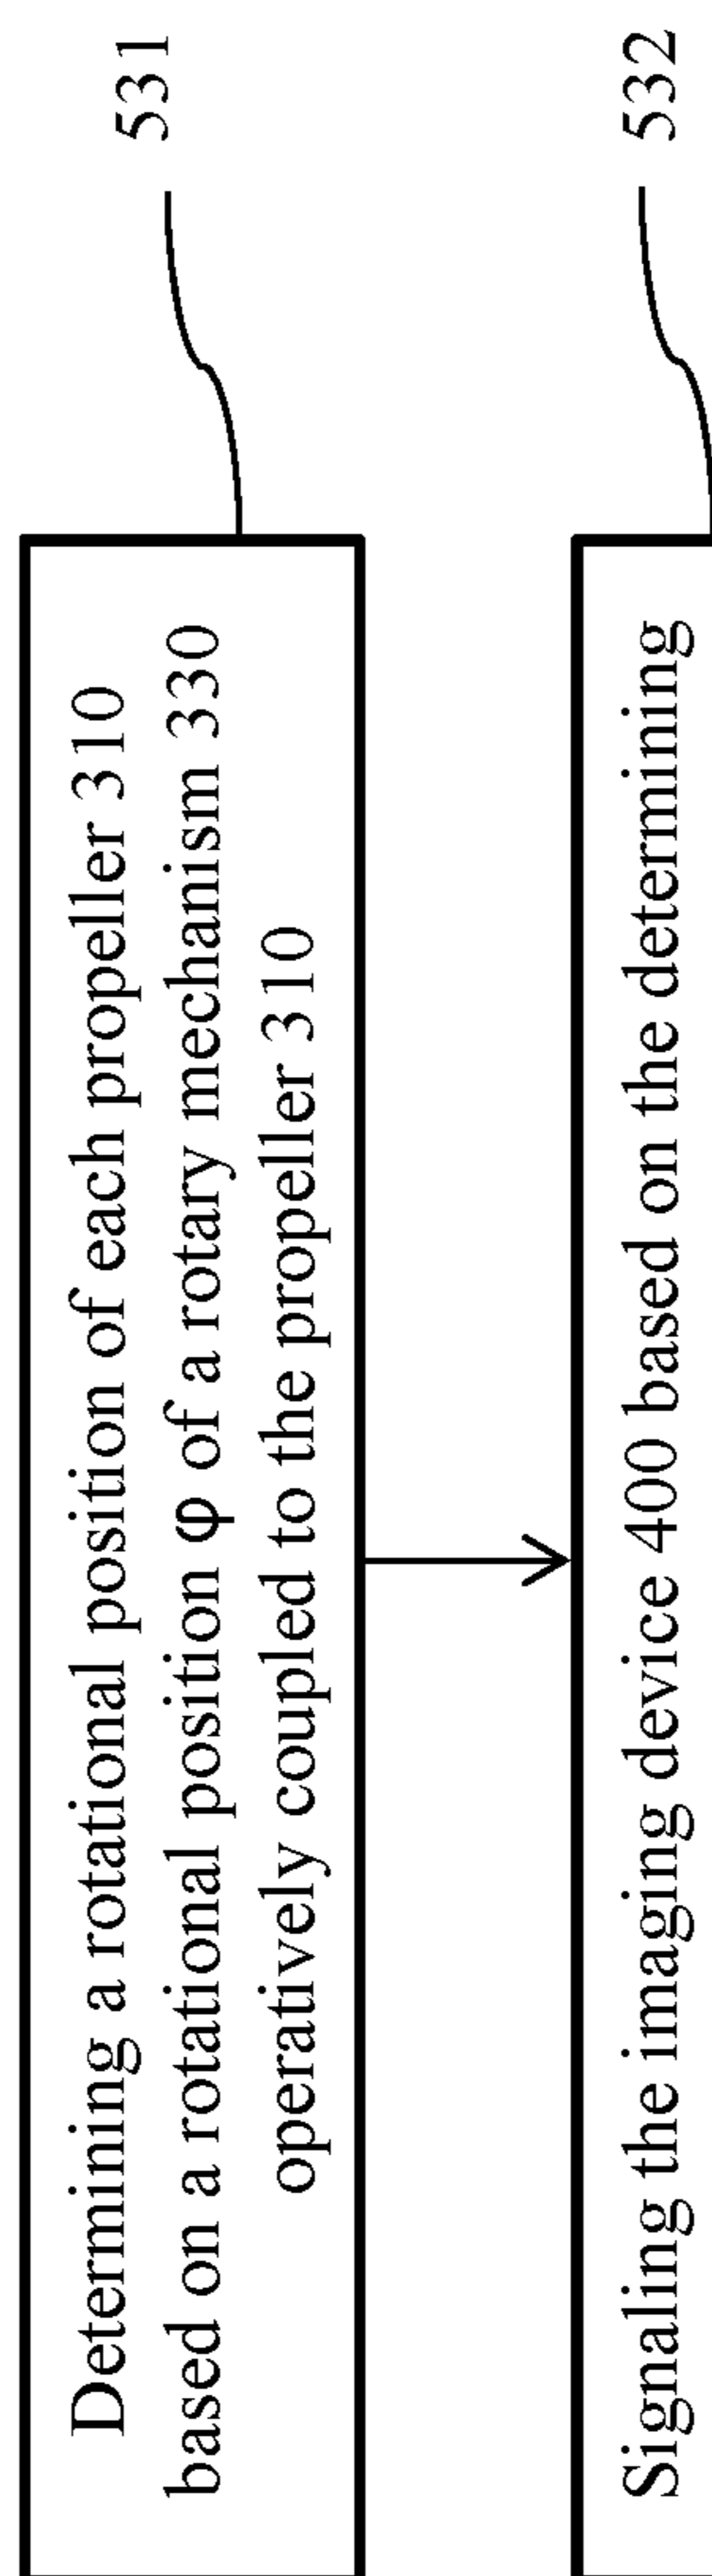 Determining a rotational position of each propeller 310
based on a rotational position φ of a rotary mechanism 330
operatively coupled to the propeller 310
531
Signaling the imaging device 400 based on the determining
532